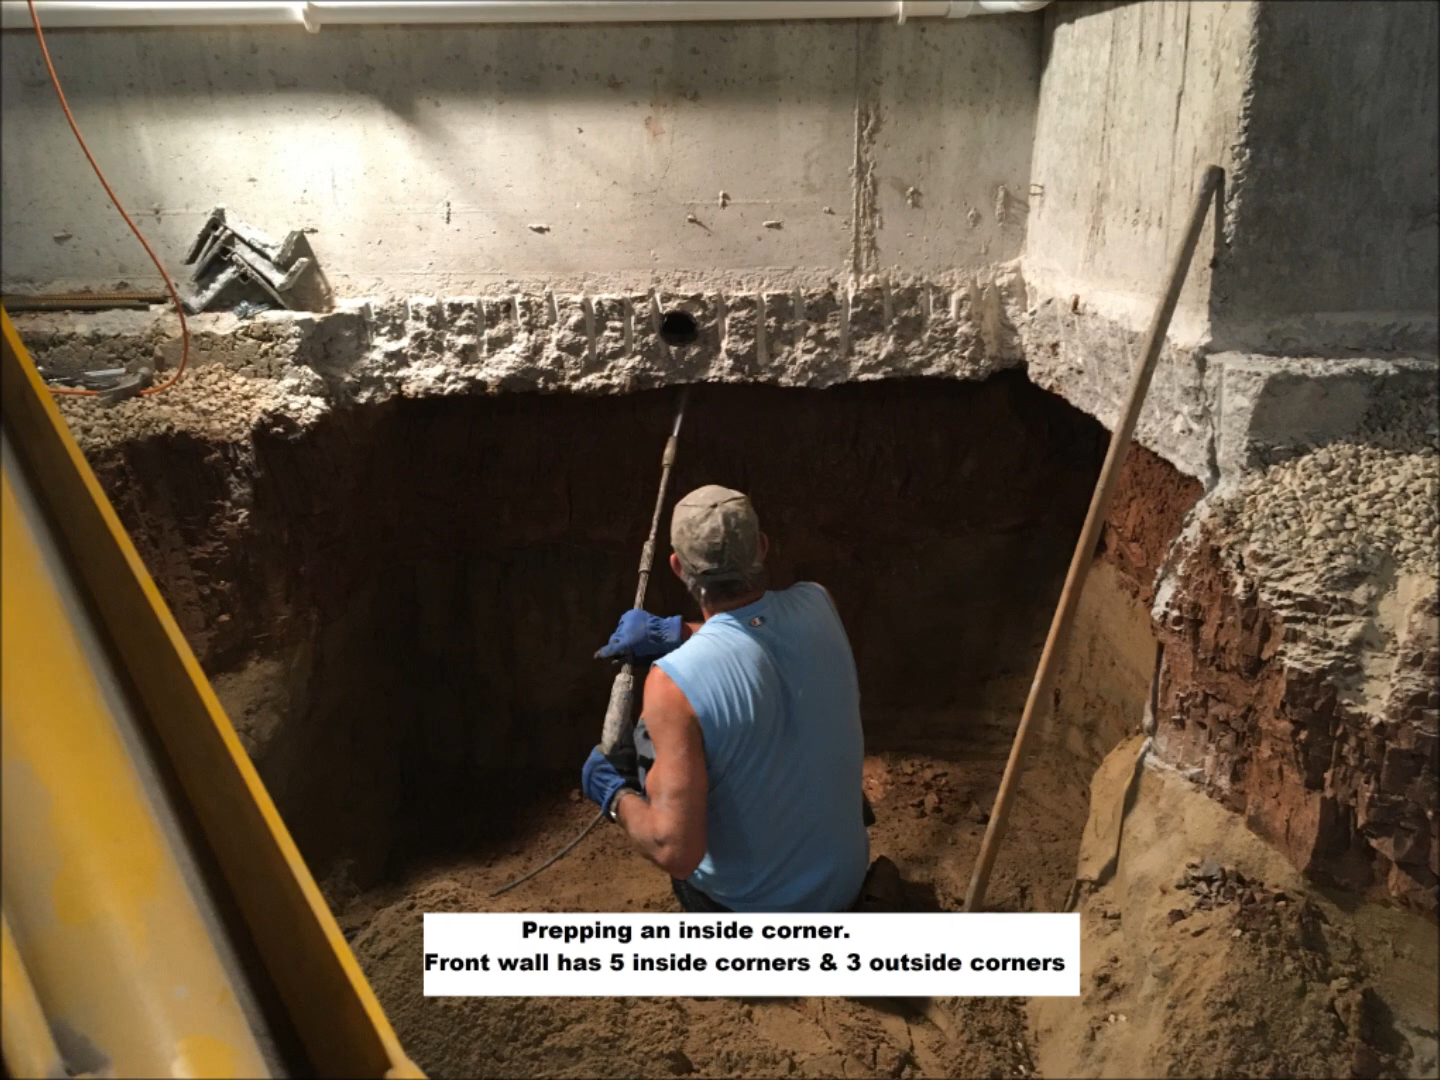 Prepping an inside corner.
Front wall has 5 inside corners & 3 outside corners